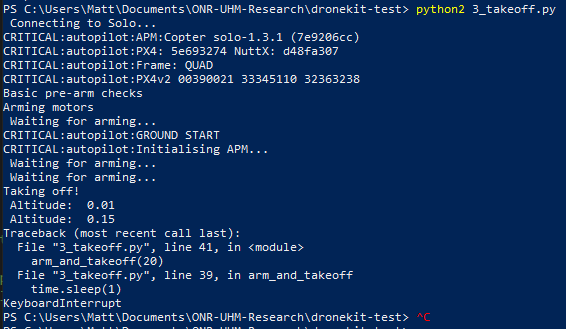 PS C:\Users\Matt\Documents\ONR-UHM-Research\dronekit-test> python2 3_takeoff.py
Connecting to Solo...
CRITICAL:autopilot:APM:Copter solo-1.3.1 (7e9206cc)
CRITICAL:autopilot:PX4: 5e693274 NuttX: d48fa307
CRITICAL:autopilot:Frame: QUAD
CRITICAL:autopilot:PX4v2 00390021 33345110 32363238
Basic pre-arm checks
Arming motors
Waiting for arming...
CRITICAL:autopilot:GROUND START
CRITICAL:autopilot:Initialising APM...
Waiting for arming...
Waiting for arming...
Taking off!
Altitude:  0.01
Altitude:  0.15
Traceback (most recent call last):
File "3_takeoff.py", line 41, in <module>
arm_and_takeoff(20)
File "3_takeoff.py", line 39, in arm_and_takeoff
time.sleep(1)
KeyboardInterrupt
PS C:\Users\Matt\Documents\ONR-UHM-Research\dronekit-test> ^C